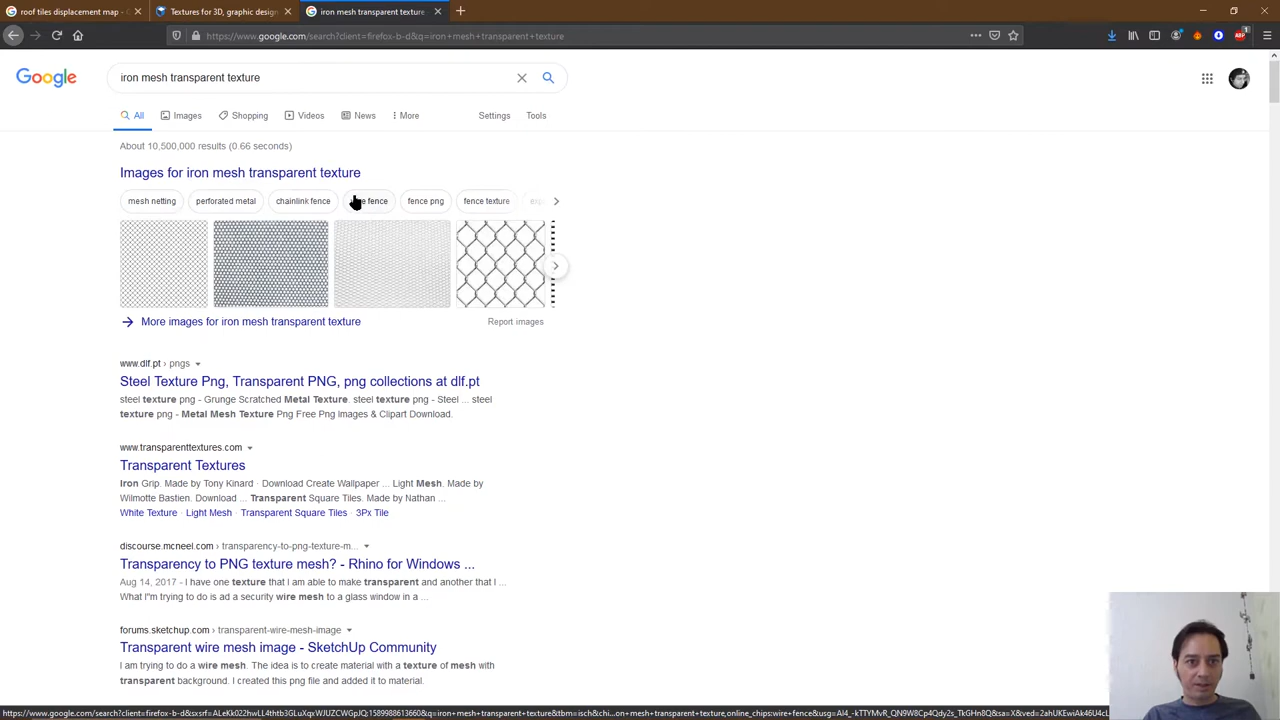 roof tiles displacement map -
Textures for 3D, graphic design
iron mesh transparent texture
https://www.google.com/search?client=firefox-b-d&q=iron+mesh+transparent+texture
Google
iron mesh transparent texture
All
Images
Shopping
Videos
News
More
Settings
Tools
About 10,500,000 results (0.66 seconds)
Images for iron mesh transparent texture
mesh netting
perforated metal
chainlink fence
fence
fence png
fence texture
More images for iron mesh transparent texture
Report images
www.dlf.pt › pngs
Steel Texture Png, Transparent PNG, png collections at dlf.pt
steel texture png - Grunge Scratched Metal Texture. steel texture png - Steel ... steel
texture png - Metal Mesh Texture Png Free Png images & Clipart Download.
www.transparenttextures.com
Transparent Textures
Iron Grip. Made by Tony Kinard · Download Create Wallpaper ... Light Mesh. Made by
Wilmotte Bastien. Download ... Transparent Square Tiles. Made by Nathan ...
White Texture · Light Mesh · Transparent Square Tiles · 3Px Tile
discourse.mcneel.com › transparency-to-png-texture-m...
Transparency to PNG texture mesh? - Rhino for Windows ...
Aug 14, 2017 - I have one texture that I am able to make transparent and another that I ...
What I"m trying to do is ad a security wire mesh to a glass window in a ...
forums.sketchup.com › transparent-wire-mesh-image
Transparent wire mesh image - SketchUp Community
I am trying to do a wire mesh. The idea is to create material with a texture of mesh with
transparent background. I created this png file and added it to material.